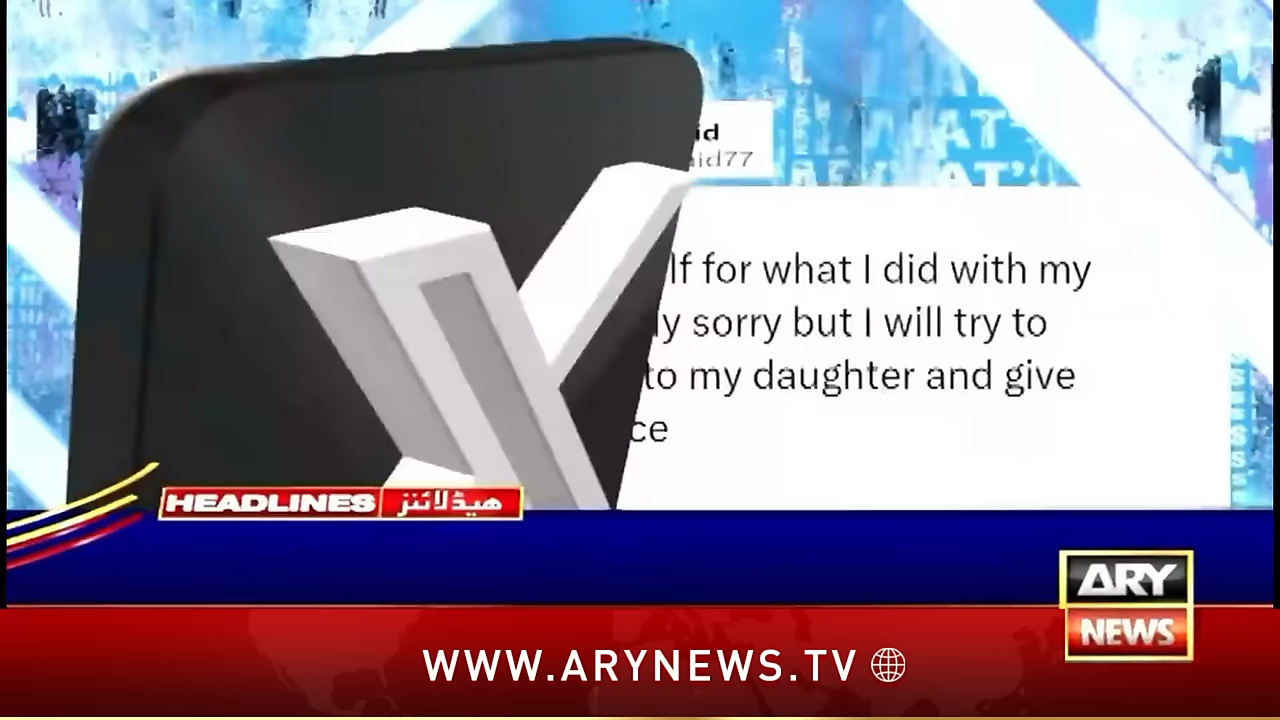 id
aid77
lf for what I did with my
ly sorry but I will try to
to my daughter and give
ce
HEADLINES هیڈلائنز
ARY
NEWS
WWW.ARYNEWS.TV